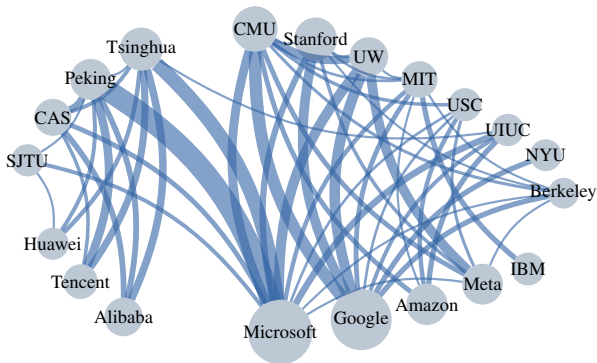 CMU
Stanford
Tsinghua
UW
Peking
MIT
USC
CAS
UIUC
NYU
SJTU
Berkeley
Huawei
IBM
Tencent
Meta
Amazon
Alibaba
Google
Microsoft